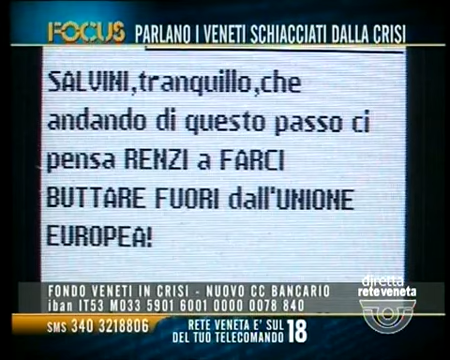 FOCUS PARLANO I VENETI SCHIACCIATI DALLA CRISI
SALVINI,tranquillo,che
andando di questo passo ci
pensa RENZI a FARCI
BUTTARE FUORI dall'UNIONE
EUROPEA!
diretta
reteveneta
FONDO VENETI IN CRISI - NUOVO CC BANCARIO
iban IT53 M033 5901 6001 0000 0078 840
SMS 340 3218806
RETE VENETA E' SUL
DEL TUO TELECOMANDO 18